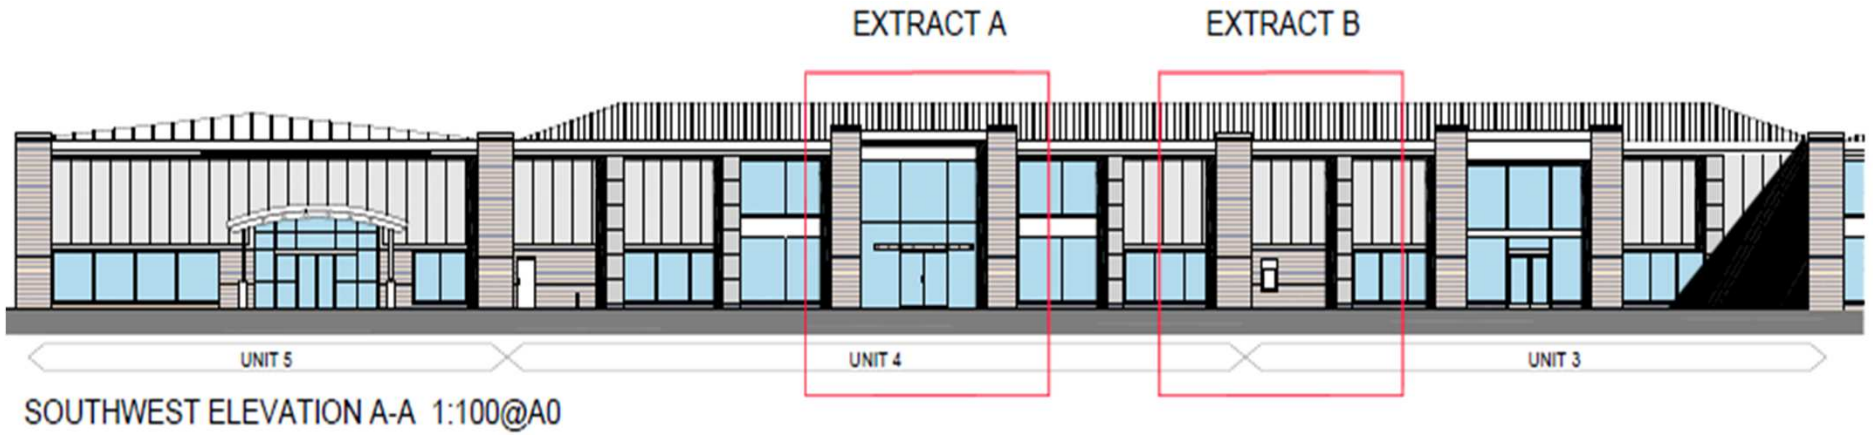 EXTRACT A
EXTRACT B
UNIT 5
UNIT 4
UNIT 3
SOUTHWEST ELEVATION A-A 1:100@A0